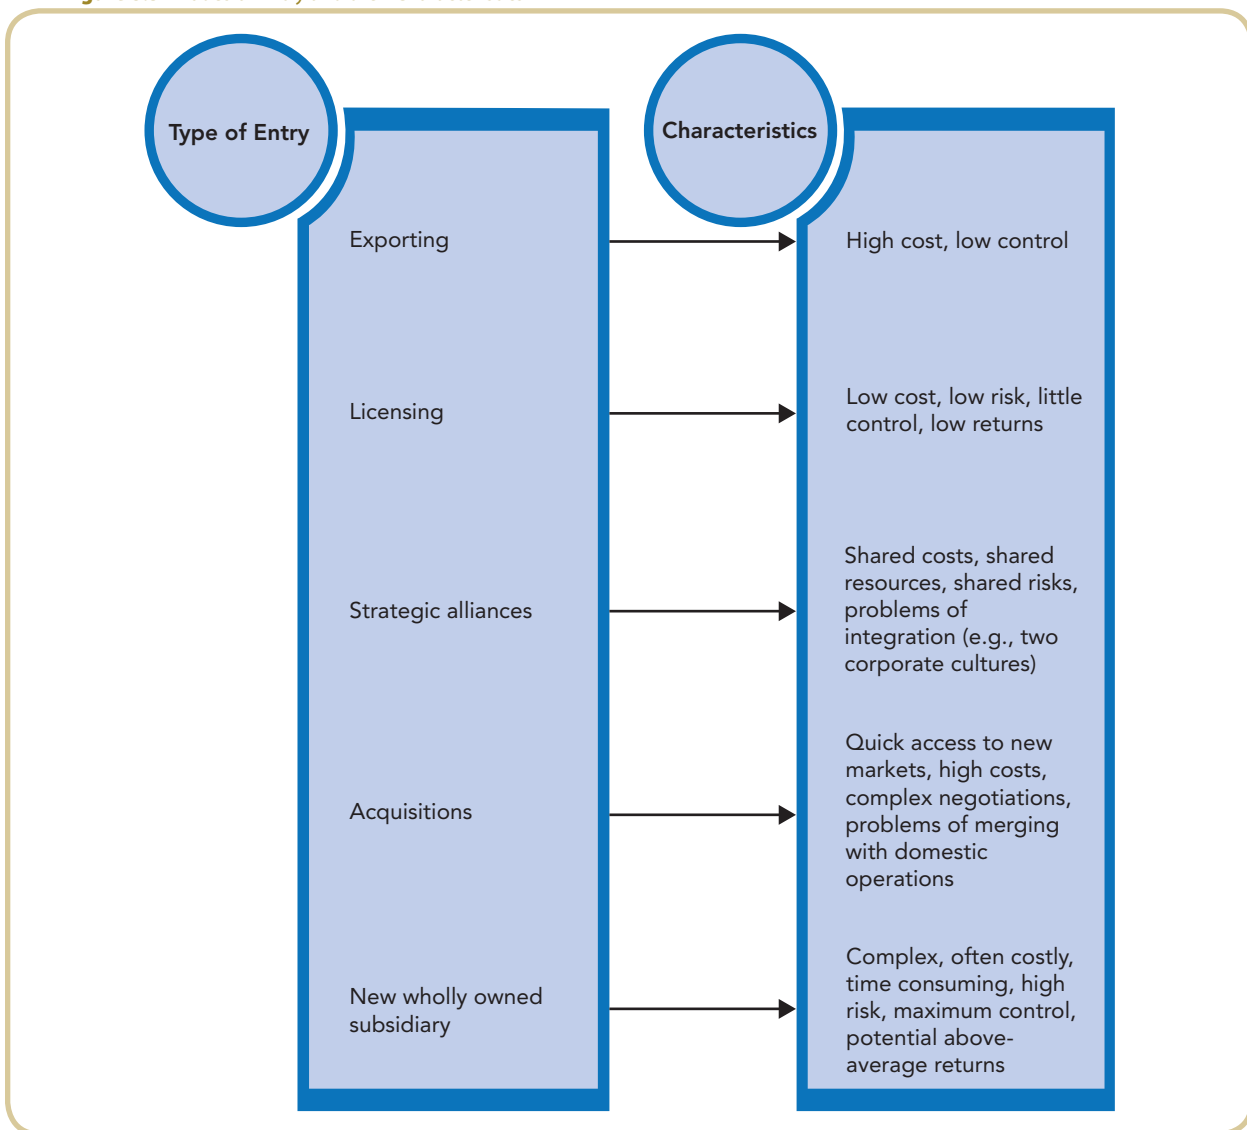 Type of Entry
Characteristics
Exporting
High cost, low control
Licensing
Low cost, low risk, little
control, low returns
Strategic alliances
Shared costs, shared
resources, shared risks,
problems of
integration (e.g., two
corporate cultures)
Acquisitions
Quick access to new
markets, high costs,
complex negotiations,
problems of merging
with domestic
operations
New wholly owned
subsidiary
Complex, often costly,
time consuming, high
risk, maximum control,
potential above-
average returns